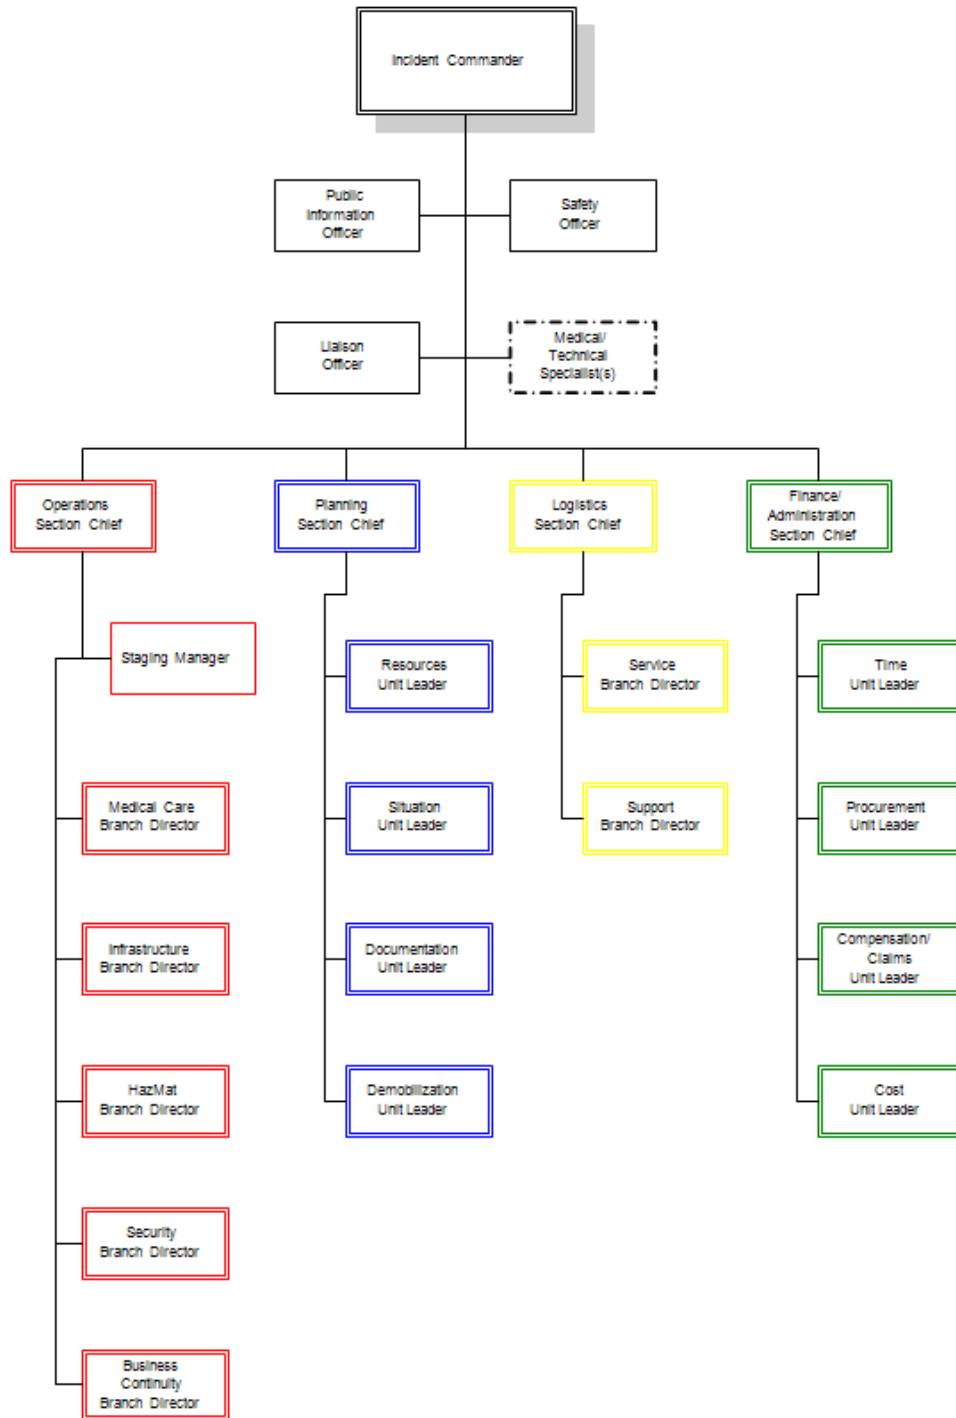 Incident Commander
Public
Information
Officer
Safety
Officer
Liaison
Officer
Medical/
Technical
Specialist(s)
Operations
Section Chief
Planning
Section Chief
Logistics
Section Chief
Finance/
Administration
Section Chief
Staging Manager
Resources
Unit Leader
Service
Branch Director
Time
Unit Leader
Medical Care
Branch Director
Situation
Unit Leader
Support
Branch Director
Procurement
Unit Leader
Infrastructure
Branch Director
Documentation
Unit Leader
Compensation/
Claims
Unit Leader
HazMat
Branch Director
Demobilization
Unit Leader
Cost
Unit Leader
Security
Branch Director
Business
Continuity
Branch Director